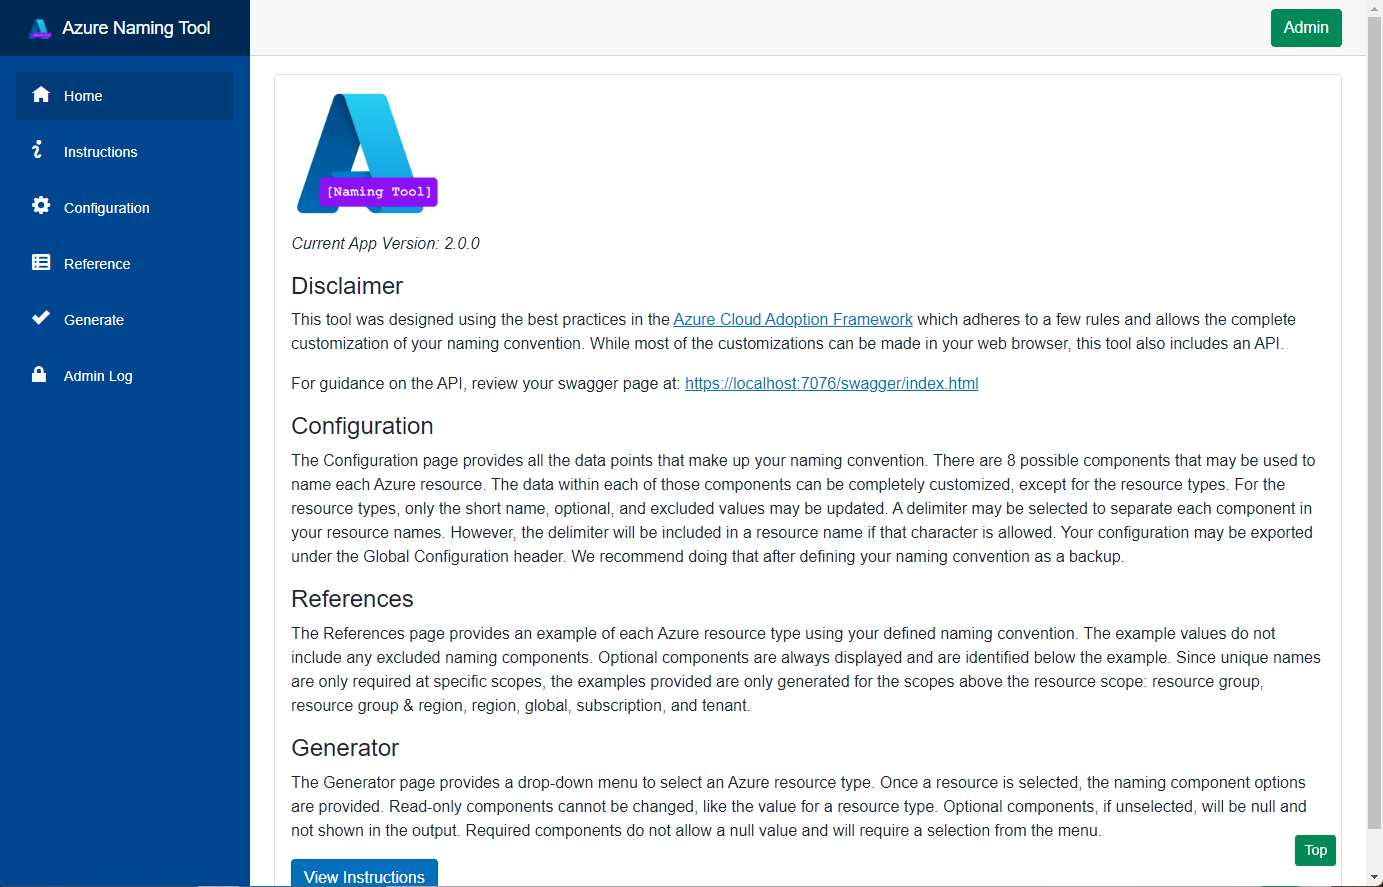 Azure Naming Tool
Admin
Home
Instructions
Configuration
Reference
Generate
Admin Log
[Naming Tool]
Current App Version: 2.0.0
Disclaimer
This tool was designed using the best practices in the Azure Cloud Adoption Framework which adheres to a few rules and allows the complete
customization of your naming convention. While most of the customizations can be made in your web browser, this tool also includes an API.
For guidance on the API, review your swagger page at: https://localhost:7076/swagger/index.html
Configuration
The Configuration page provides all the data points that make up your naming convention. There are 8 possible components that may be used to
name each Azure resource. The data within each of those components can be completely customized, except for the resource types. For the
resource types, only the short name, optional, and excluded values may be updated. A delimiter may be selected to separate each component in
your resource names. However, the delimiter will be included in a resource name if that character is allowed. Your configuration may be exported
under the Global Configuration header. We recommend doing that after defining your naming convention as a backup.
References
The References page provides an example of each Azure resource type using your defined naming convention. The example values do not
include any excluded naming components. Optional components are always displayed and are identified below the example. Since unique names
are only required at specific scopes, the examples provided are only generated for the scopes above the resource scope: resource group,
resource group & region, region, global, subscription, and tenant.
Generator
The Generator page provides a drop-down menu to select an Azure resource type. Once a resource is selected, the naming component options
are provided. Read-only components cannot be changed, like the value for a resource type. Optional components, if unselected, will be null and
not shown in the output. Required components do not allow a null value and will require a selection from the menu.
Top
View Instructions